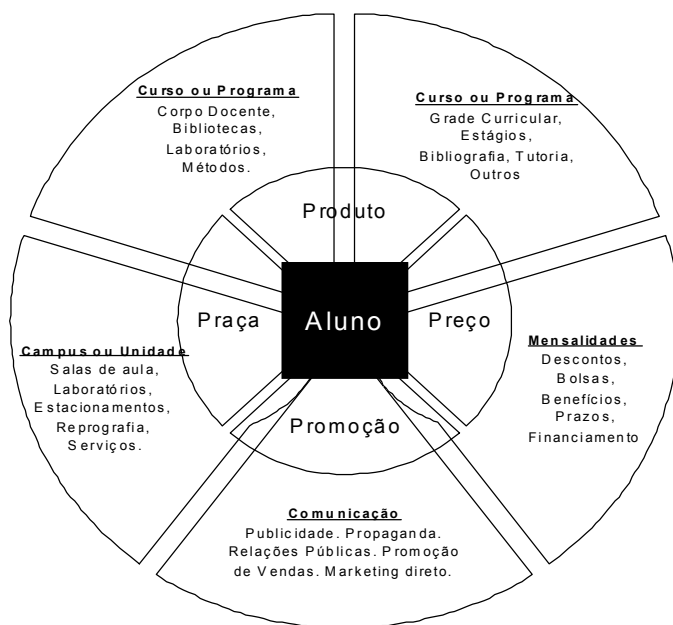 Curso ou Programa
Corpo Docente,
Bibliotecas,
Laboratórios,
Métodos.
Curso ou Programa
Grade Curricular,
Estágios,
Bibliografia, Tutoria,
Outros
Produto
Praça
Aluno
Preço
Promoção
Campus ou Unidade
Salas de aula,
Laboratórios,
Estacionamentos,
Reprografia,
Serviços.
Mensalidades
Descontos,
Bolsas,
Benefícios,
Prazos,
Financiamento
Comunicação
Publicidade. Propaganda.
Relações Públicas. Promoção
de Vendas. Marketing direto.